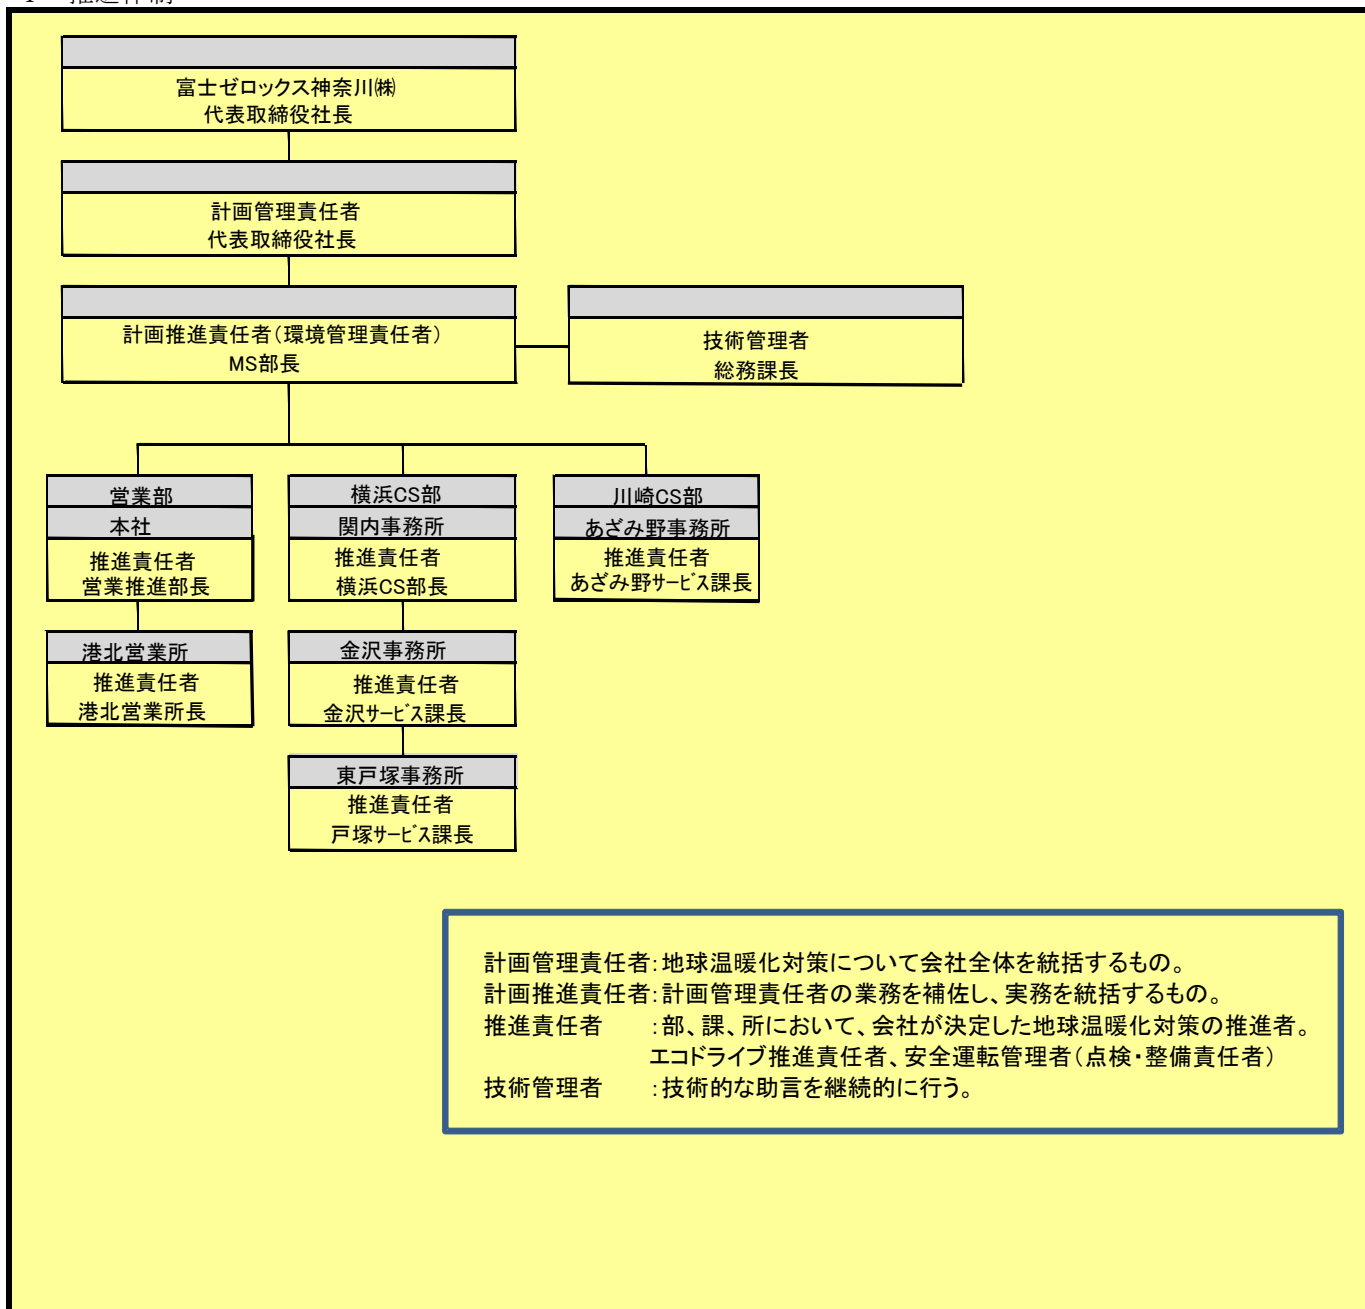 富士ゼロックス神奈川㈱
代表取締役社長
計画管理責任者
代表取締役社長
計画推進責任者（環境管理責任者）
MS部長
技術管理者
総務課長
営業部
本社
推進責任者
営業推進部長
港北営業所
推進責任者
港北営業所長
横浜CS部
関内事務所
推進責任者
横浜CS部長
金沢事務所
推進責任者
金沢ｻｰﾋﾞｽ課長
東戸塚事務所
推進責任者
戸塚ｻｰﾋﾞｽ課長
川崎CS部
あざみ野事務所
推進責任者
あざみ野ｻｰﾋﾞｽ課長
計画管理責任者：地球温暖化対策について会社全体を統括するもの。
計画推進責任者：計画管理責任者の業務を補佐し、実務を統括するもの。
推進責任者　　：部、課、所において、会社が決定した地球温暖化対策の推進者。
エコドライブ推進責任者、安全運転管理者（点検・整備責任者）
技術管理者　　：技術的な助言を継続的に行う。